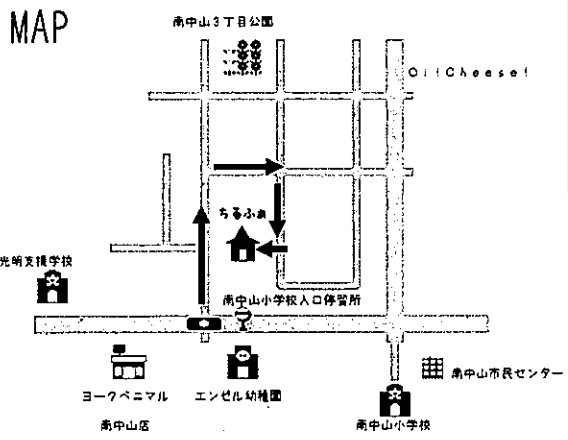 MAP
南中山3丁目公園
Oi!Cheese!
ちるふぁ
光明支援学校
南中山小学校入口停留所
ヨークベニマル
南中山店
エンゼル幼稚園
南中山市民センター
南中山小学校